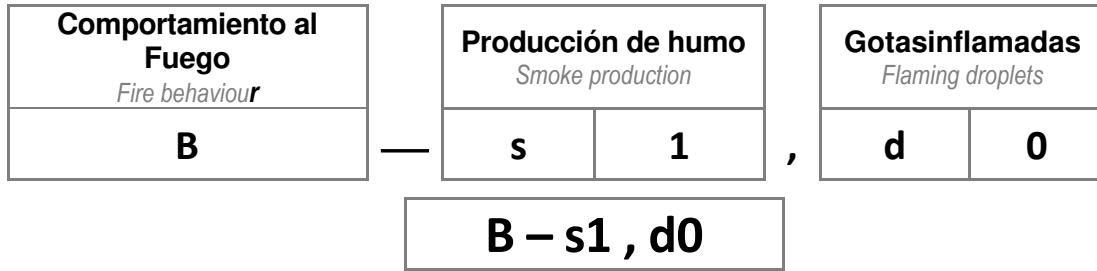 Comportamiento al
Fuego
Fire behaviour
Producción de humo
Smoke production
Gotasinflamadas
Flaming droplets
B — s 1 , d 0
B – s1 , d0